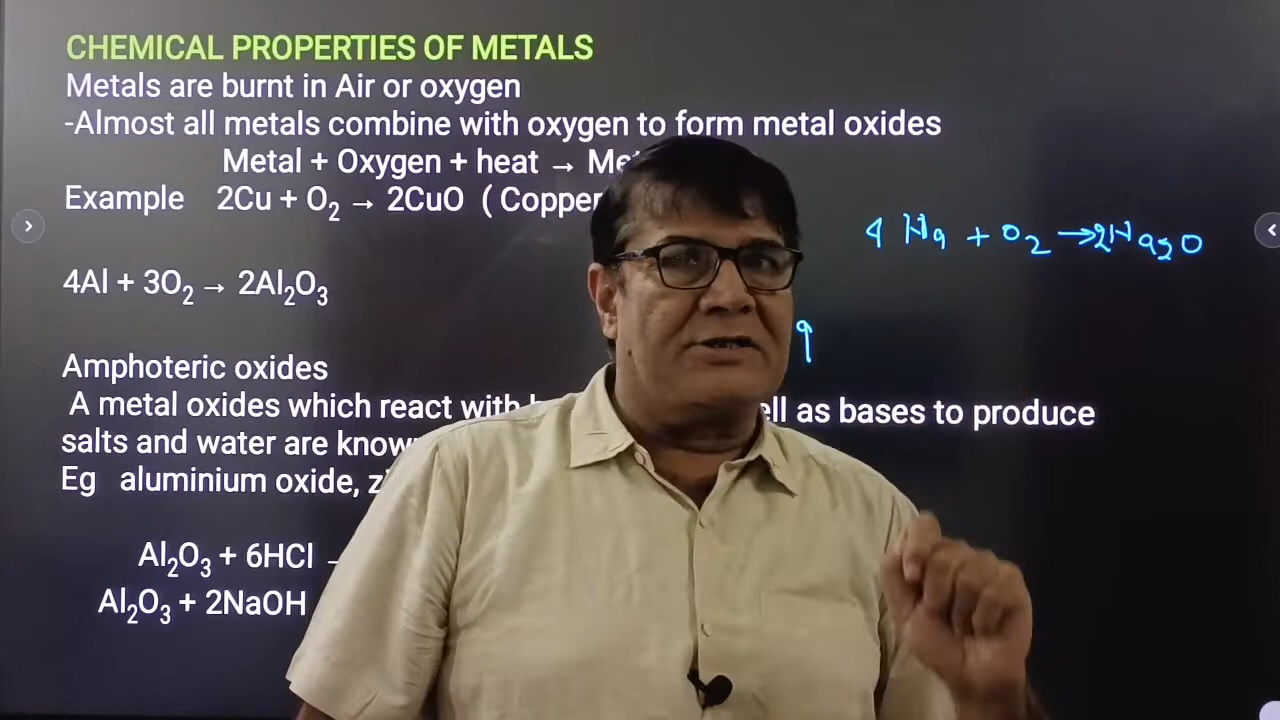 CHEMICAL PROPERTIES OF METALS
Metals are burnt in Air or oxygen
-Almost all metals combine with oxygen to form metal oxides
Metal + Oxygen + heat → Me
Example 2Cu + O₂ → 2CuO ( Copper
4 Na + O₂ → 2Na₂O
4Al + 3O₂ → 2Al₂O₃
Amphoteric oxides
A metal oxides which react with b ell as bases to produce
salts and water are know
Eg aluminium oxide, zi
Al₂O₃ + 6HCl
Al₂O₃ + 2NaOH